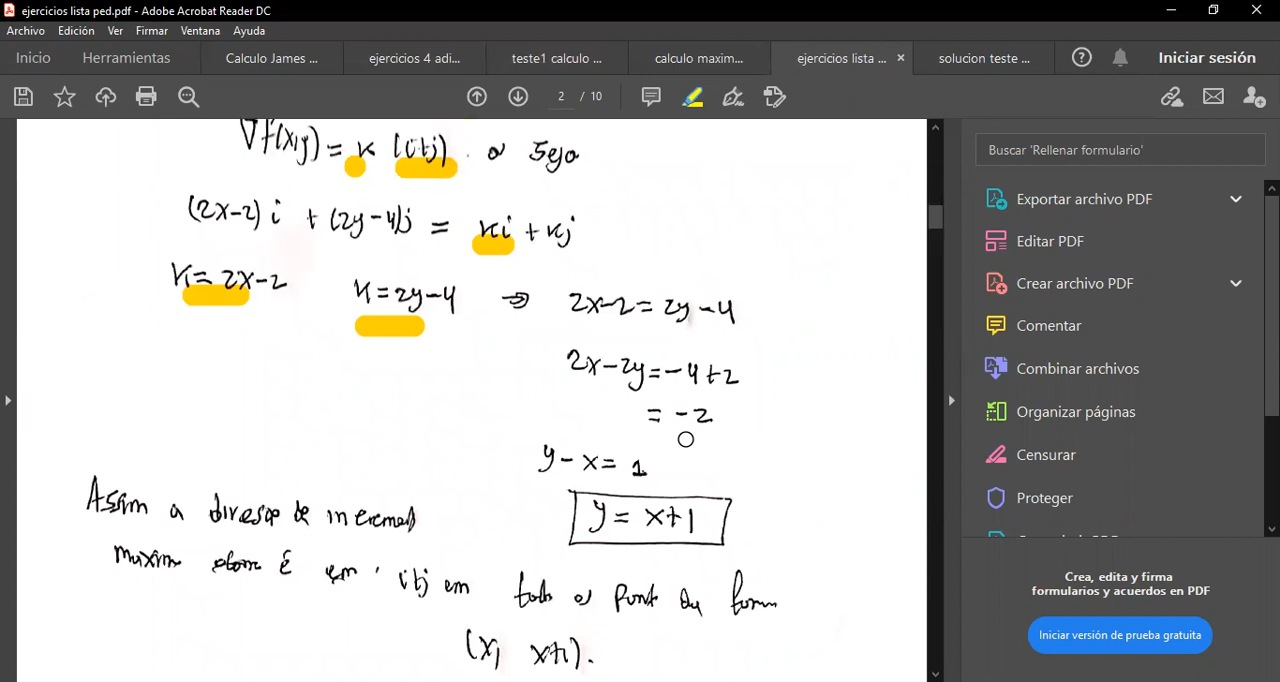 ejercicios lista ped.pdf - Adobe Acrobat Reader DC
Archivo Edición Ver Firmar Ventana Ayuda
Inicio Herramientas Calculo James ... ejercicios 4 adi... teste1 calculo ... calculo maxim... ejercicios lista ... × solucion teste ... Iniciar sesión
2 / 10
∇f(x,y) = K (i+j). o seja
(2x-2) i + (2y-4)j = Ki + Kj
K = 2x-2 K = 2y-4 ⇒ 2x-2 = 2y-4
2x-2y = -4+2
= -2
y - x = 1
y = x+1
Assim a de
é em i+j em
(x, x+1).
Buscar 'Rellenar formulario'
Exportar archivo PDF
Editar PDF
Crear archivo PDF
Comentar
Combinar archivos
Organizar páginas
Censurar
Proteger
Crea, edita y firma
formularios y acuerdos en PDF
Iniciar versión de prueba gratuita